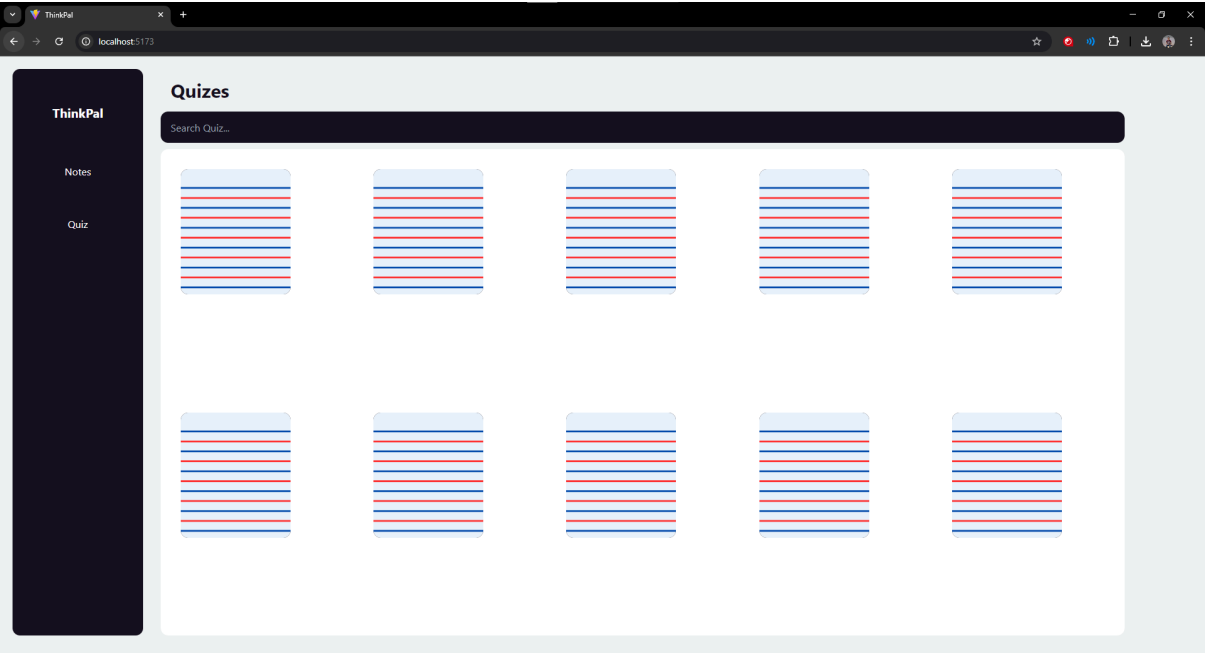 ThinkPal
localhost:5173
ThinkPal
Notes
Quiz
Quizes
Search Quiz...